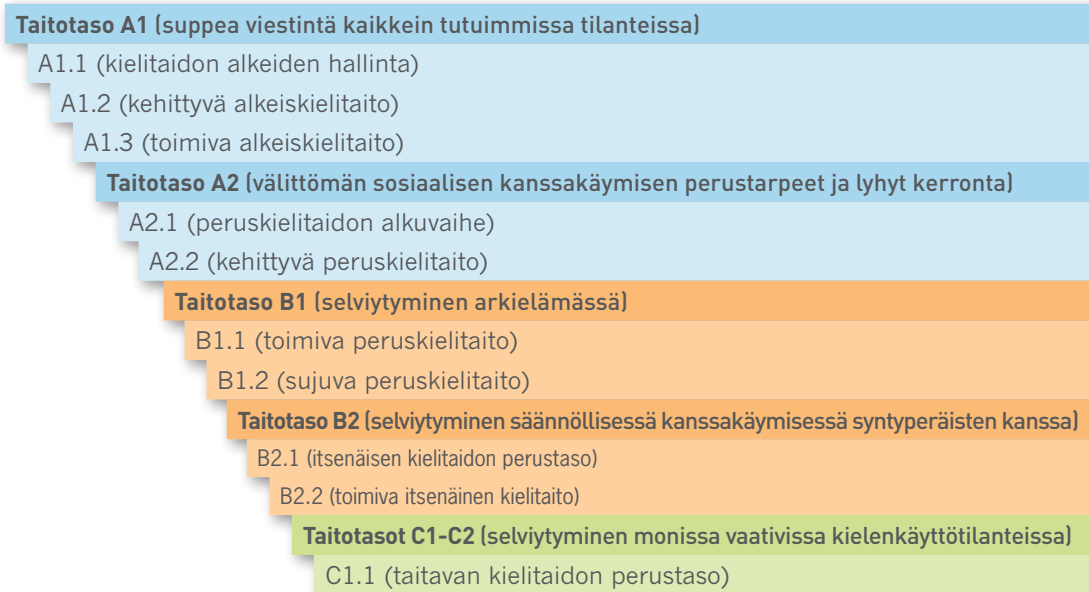 Taitotaso A1 (suppea viestintä kaikkein tutuimmissa tilanteissa)
A1.1 (kielitaidon alkeiden hallinta)
A1.2 (kehittyvä alkeiskielitaito)
A1.3 (toimiva alkeiskielitaito)
Taitotaso A2 (välittömän sosiaalisen kanssakäymisen perustarpeet ja lyhyt kerronta)
A2.1 (peruskielitaidon alkuvaihe)
A2.2 (kehittyvä peruskielitaito)
Taitotaso B1 (selviytyminen arkielämässä)
B1.1 (toimiva peruskielitaito)
B1.2 (sujuva peruskielitaito)
Taitotaso B2 (selviytyminen säännöllisessä kanssakäymisessä syntyperäisten kanssa)
B2.1 (itsenäisen kielitaidon perustaso)
B2.2 (toimiva itsenäinen kielitaito)
Taitotasot C1-C2 (selviytyminen monissa vaativissa kielenkäyttötilanteissa)
C1.1 (taitavan kielitaidon perustaso)